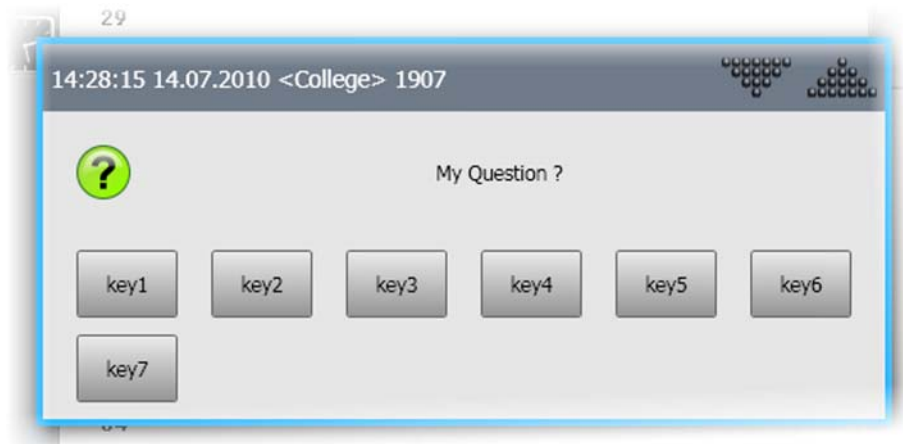 29
14:28:15 14.07.2010 <College> 1907
?
My Question ?
key1 key2 key3 key4 key5 key6
key7